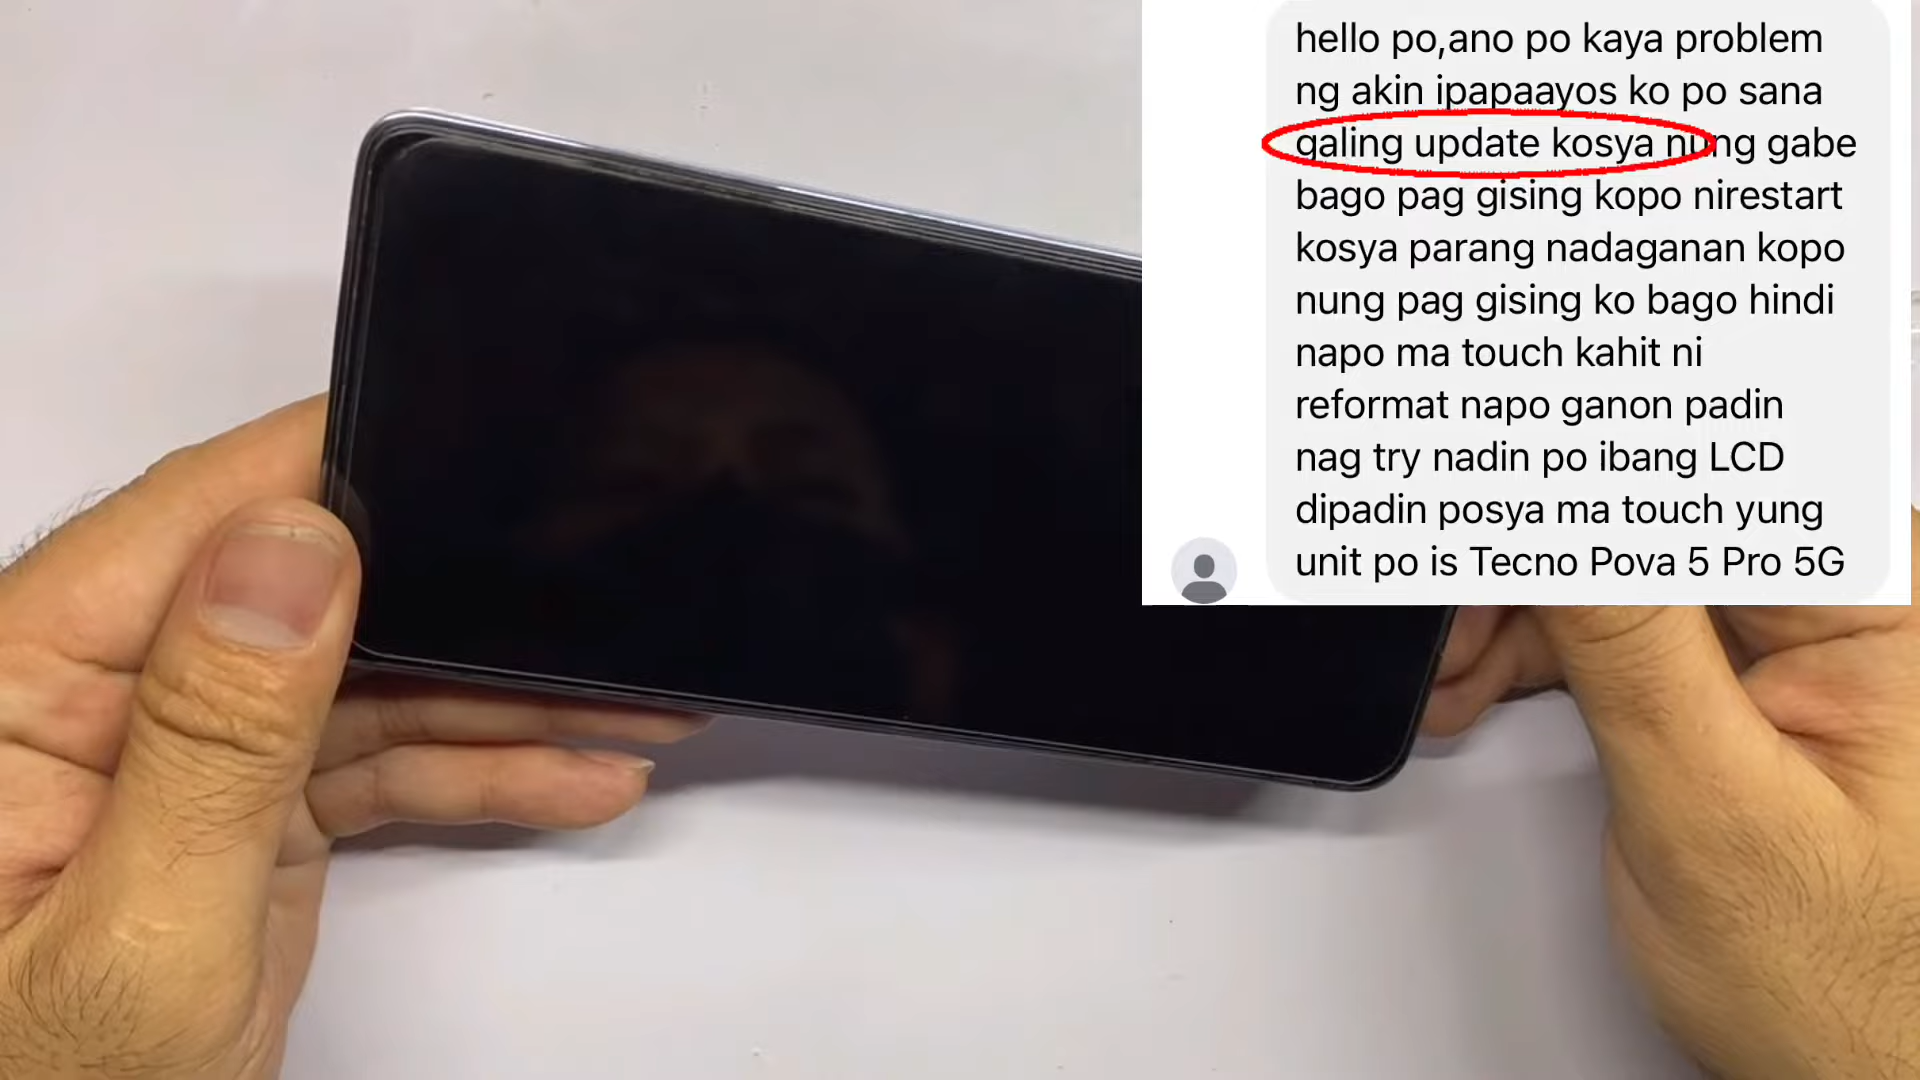 hello po,ano po kaya problem
ng akin ipapaayos ko po sana
galing update kosya nung gabe
bago pag gising kopo nirestart
kosya parang nadaganan kopo
nung pag gising ko bago hindi
napo ma touch kahit ni
reformat napo ganon padin
nag try nadin po ibang LCD
dipadin posya ma touch yung
unit po is Tecno Pova 5 Pro 5G